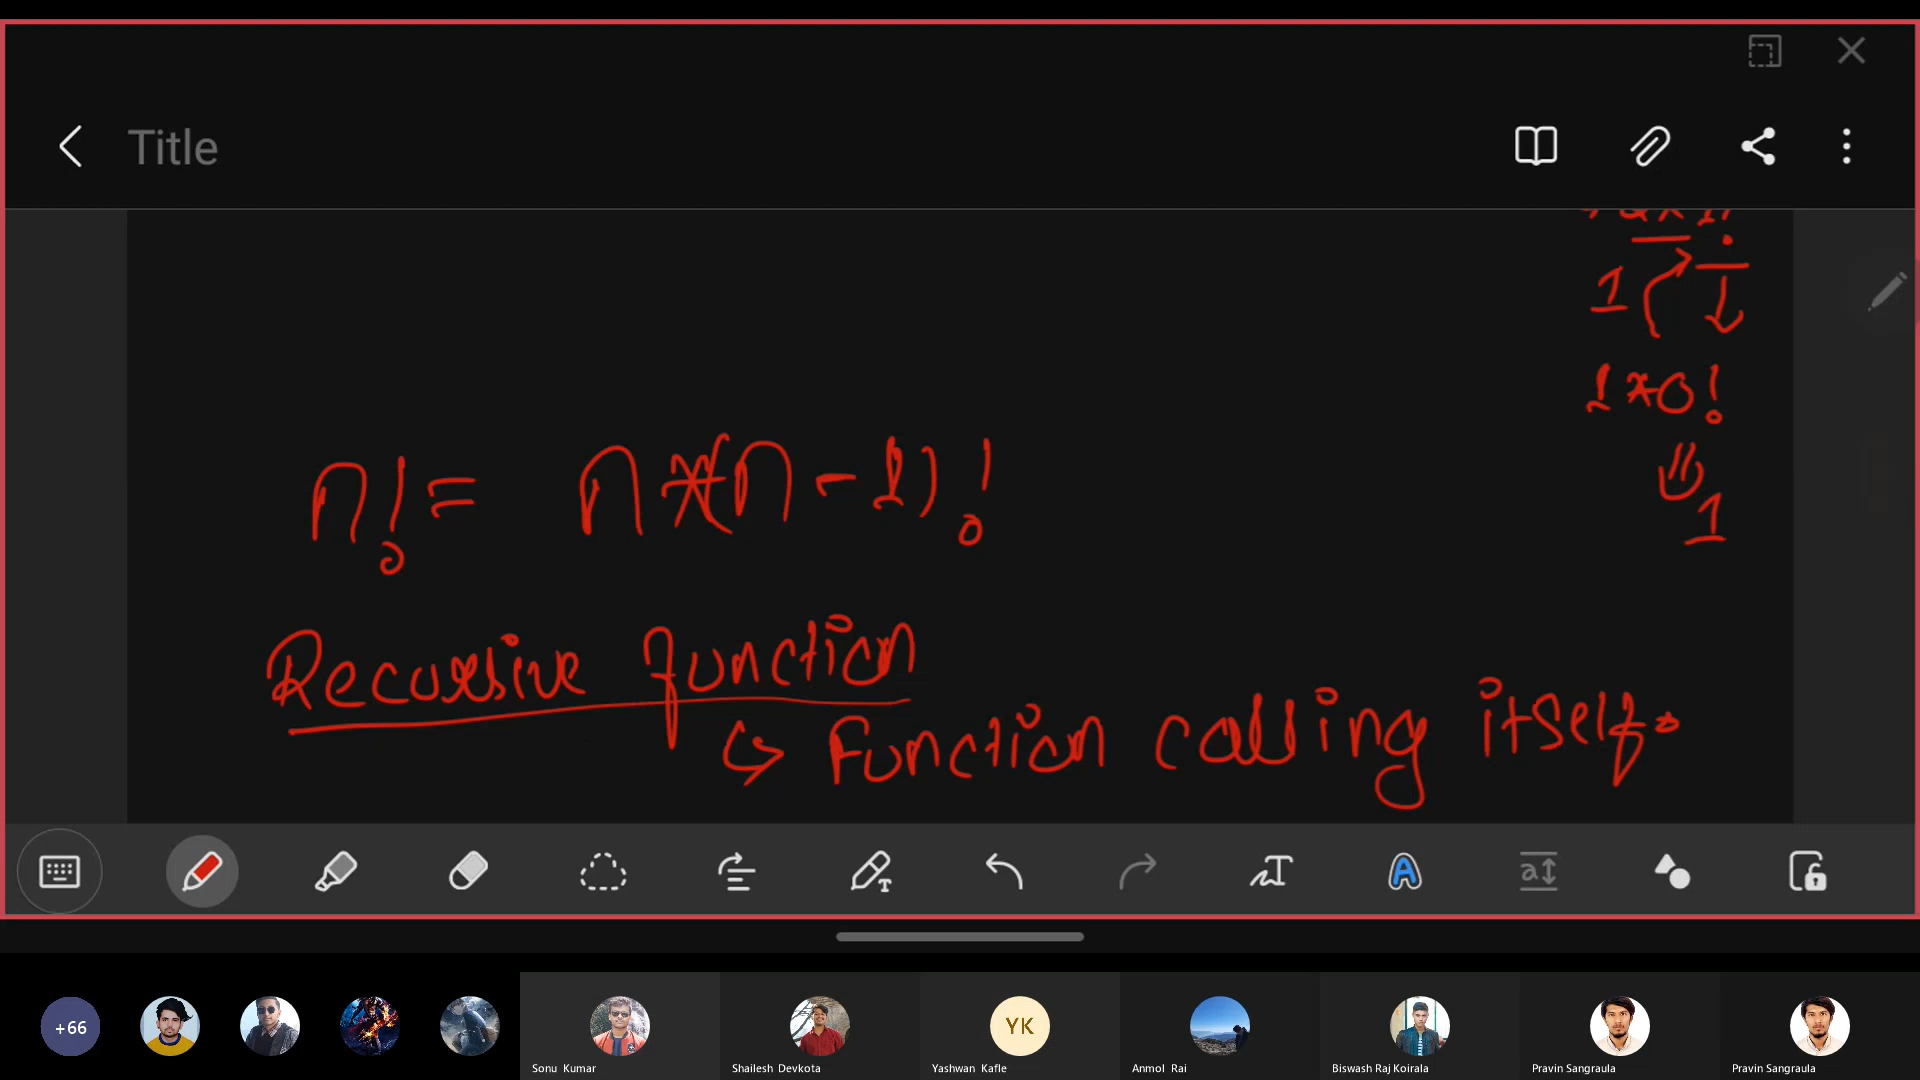 Title
1
1*0!
1
n! = n*(n-1)!
Recursive function
Function calling itself.
+66
YK
Sonu Kumar
Shailesh Devkota
Yashwan Kafle
Anmol Rai
Biswash Raj Koirala
Pravin Sangraula
Pravin Sangraula